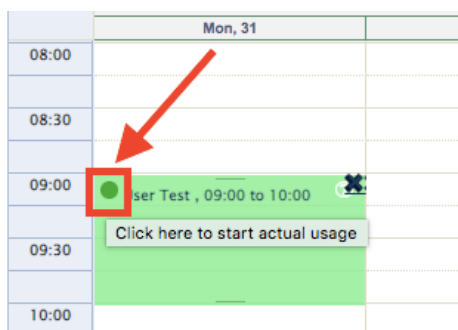 Mon, 31
08:00
08:30
09:00
ser Test , 09:00 to 10:00
Click here to start actual usage
09:30
10:00